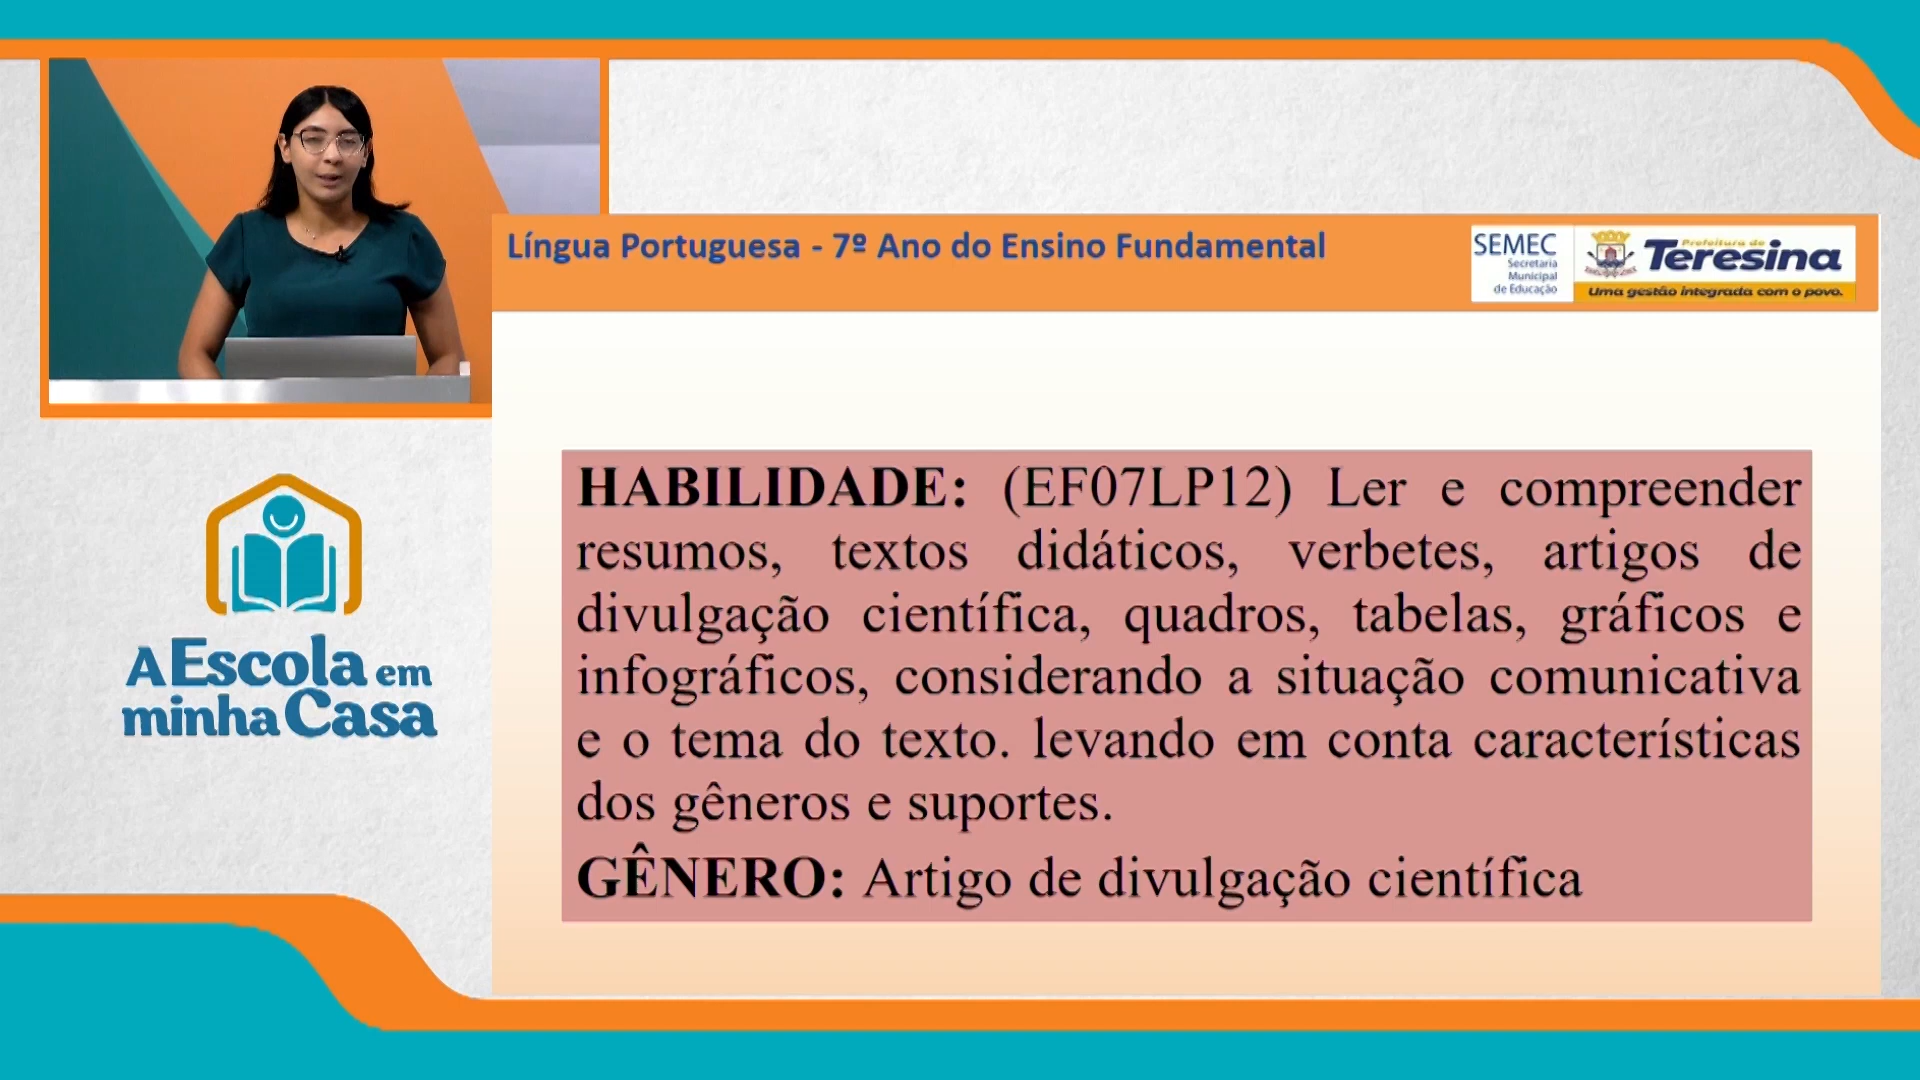 Língua Portuguesa - 7º Ano do Ensino Fundamental
SEMEC
Secretaria
Municipal
de Educação
Prefeitura de
Teresina
Uma gestão integrada com o povo.
HABILIDADE: (EF07LP12) Ler e compreender
resumos, textos didáticos, verbetes, artigos de
divulgação científica, quadros, tabelas, gráficos e
infográficos, considerando a situação comunicativa
e o tema do texto. levando em conta características
dos gêneros e suportes.
GÊNERO: Artigo de divulgação científica
A Escola em
minha Casa